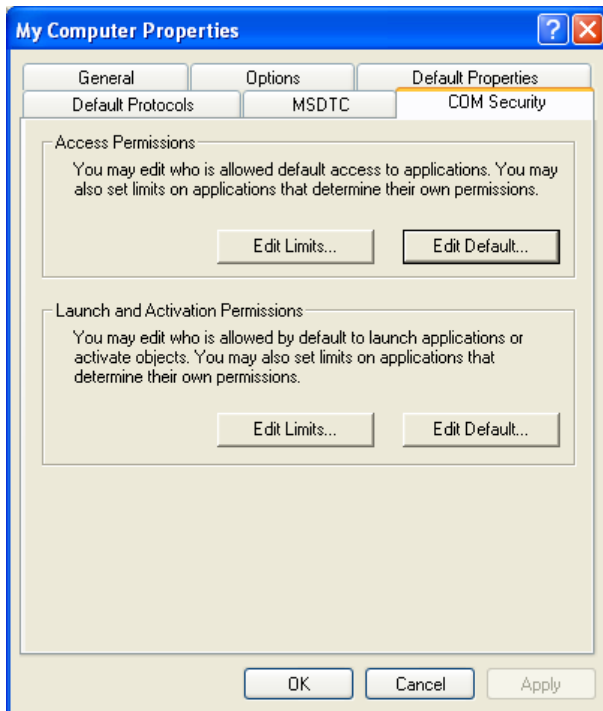 My Computer Properties
General Options Default Properties
Default Protocols MSDTC COM Security
Access Permissions
You may edit who is allowed default access to applications. You may
also set limits on applications that determine their own permissions.
Edit Limits... Edit Default...
Launch and Activation Permissions
You may edit who is allowed by default to launch applications or
activate objects. You may also set limits on applications that
determine their own permissions.
Edit Limits... Edit Default...
OK Cancel Apply